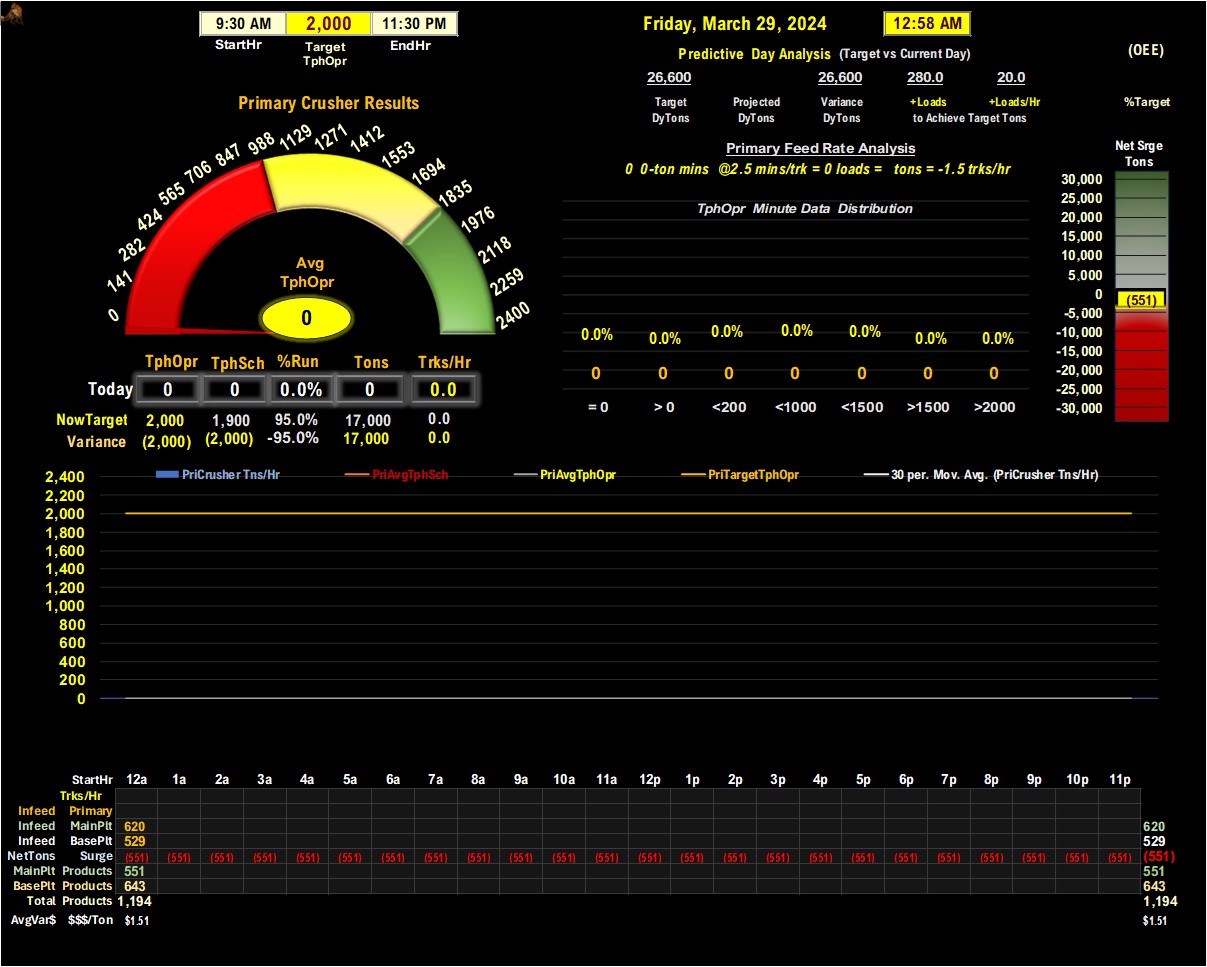 9:30 AM 2,000 11:30 PM
StartHr Target TphOpr EndHr
Friday, March 29, 2024 12:58 AM
Predictive Day Analysis (Target vs Current Day)
(OEE)
26,600 26,600 280.0 20.0
Target DyTons Projected DyTons Variance DyTons +Loads +Loads/Hr to Achieve Target Tons
%Target
Primary Crusher Results
0 141 282 424 565 706 847 988 1129 1271 1412 1553 1694 1835 1976 2118 2259 2400
Avg
TphOpr
0
Primary Feed Rate Analysis
0 0-ton mins @2.5 mins/trk = 0 loads = tons = -1.5 trks/hr
TphOpr Minute Data Distribution
0.0% 0.0% 0.0% 0.0% 0.0% 0.0% 0.0%
0 0 0 0 0 0 0
= 0 > 0 <200 <1000 <1500 >1500 >2000
Net Srge
Tons
30,000
25,000
20,000
15,000
10,000
5,000
0
(551)
-5,000
-10,000
-15,000
-20,000
-25,000
-30,000
TphOpr TphSch %Run Tons Trks/Hr
Today 0 0 0.0% 0 0.0
NowTarget 2,000 1,900 95.0% 17,000 0.0
Variance (2,000) (2,000) -95.0% 17,000 0.0
PriCrusher Tns/Hr PriAvgTphSch PriAvgTphOpr PriTargetTphOpr 30 per. Mov. Avg. (PriCrusher Tns/Hr)
2,400
2,200
2,000
1,800
1,600
1,400
1,200
1,000
800
600
400
200
0
StartHr 12a 1a 2a 3a 4a 5a 6a 7a 8a 9a 10a 11a 12p 1p 2p 3p 4p 5p 6p 7p 8p 9p 10p 11p
Trks/Hr
Infeed Primary
Infeed MainPlt 620 620
Infeed BasePlt 529 529
NetTons Surge (551) (551) (551) (551) (551) (551) (551) (551) (551) (551) (551) (551) (551) (551) (551) (551) (551) (551) (551) (551) (551) (551) (551) (551) (551)
MainPlt Products 551 551
BasePlt Products 643 643
Total Products 1,194 1,194
AvgVar$ $$$/Ton $1.51 $1.51